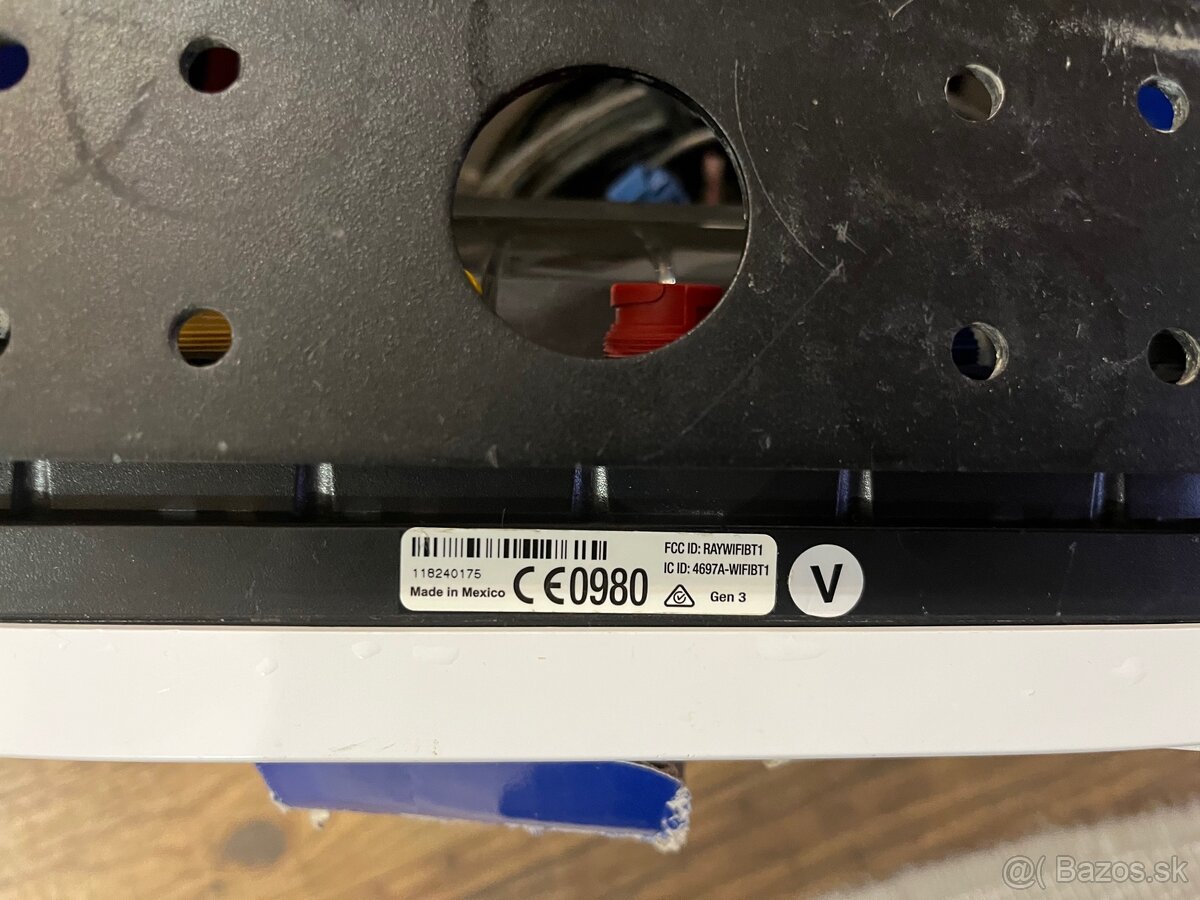 FCC ID: RAYWIFIBT1
118240175
IC ID: 4697A-WIFIBT1
Made in Mexico CE0980 Gen 3
V
@( Bazos.sk